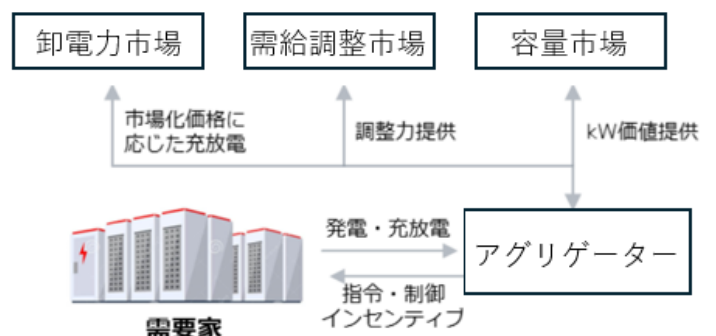 卸電力市場
需給調整市場
容量市場
市場化価格に
応じた充放電
調整力提供
kW価値提供
発電・充放電
アグリゲーター
指令・制御
インセンティブ
需要家